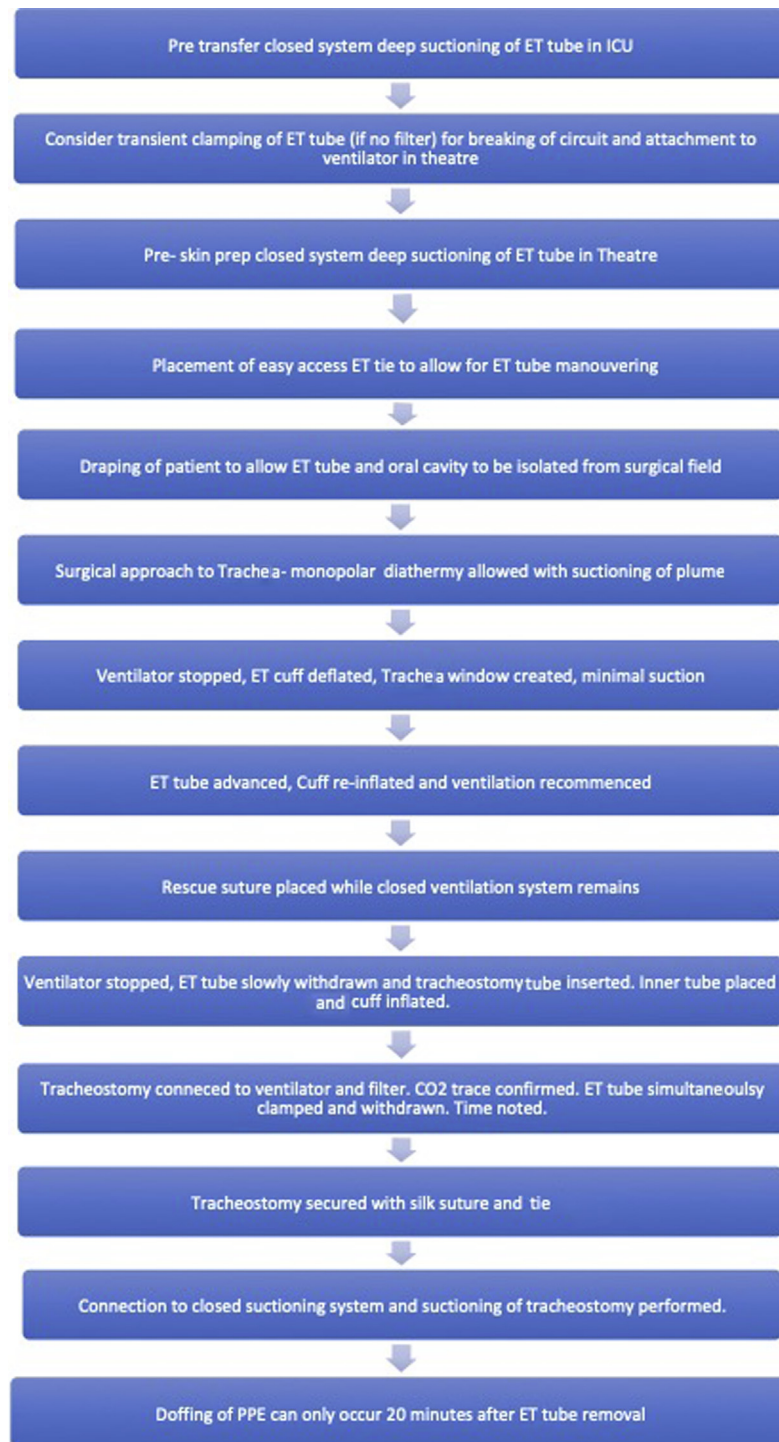 Pre transfer closed system deep suctioning of ET tube in ICU
Consider transient clamping of ET tube (if no filter) for breaking of circuit and attachment to
ventilator in theatre
Pre- skin prep closed system deep suctioning of ET tube in Theatre
Placement of easy access ET tie to allow for ET tube manouvering
Draping of patient to allow ET tube and oral cavity to be isolated from surgical field
Surgical approach to Trachea- monopolar diathermy allowed with suctioning of plume
Ventilator stopped, ET cuff deflated, Trachea window created, minimal suction
ET tube advanced, Cuff re-inflated and ventilation recommenced
Rescue suture placed while closed ventilation system remains
Ventilator stopped, ET tube slowly withdrawn and tracheostomy tube inserted. Inner tube placed
and cuff inflated.
Tracheostomy conneced to ventilator and filter. CO2 trace confirmed. ET tube simultaneoulsy
clamped and withdrawn. Time noted.
Tracheostomy secured with silk suture and tie
Connection to closed suctioning system and suctioning of tracheostomy performed.
Doffing of PPE can only occur 20 minutes after ET tube removal